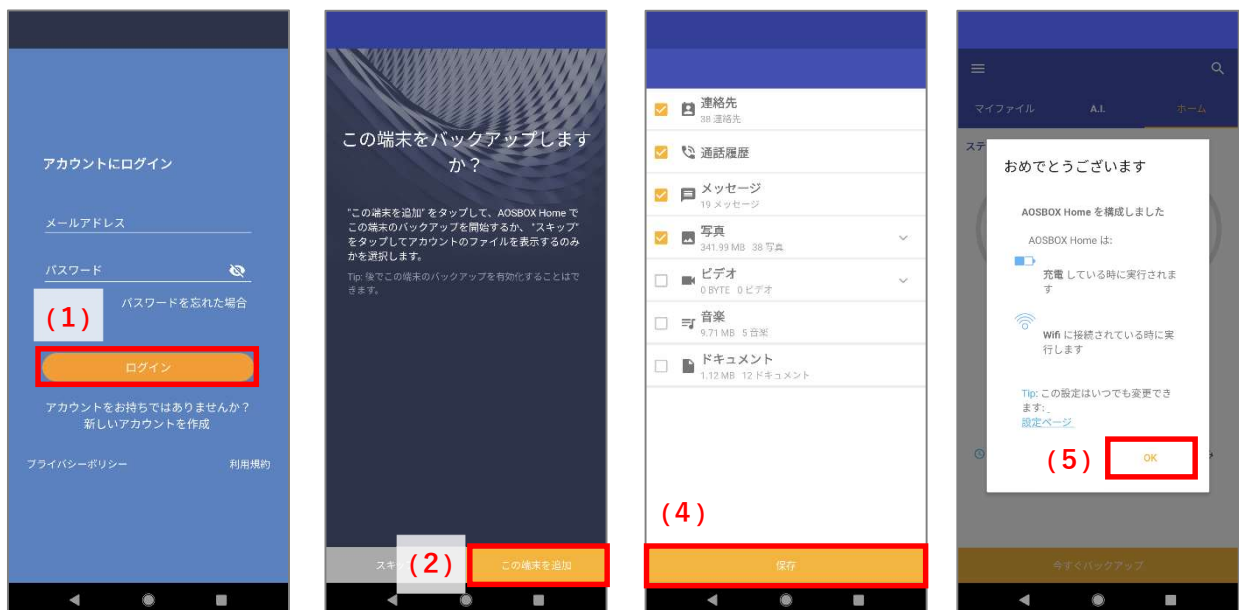 アカウントにログイン
メールアドレス
パスワード
パスワードを忘れた場合
(1)
ログイン
アカウントをお持ちではありませんか？
新しいアカウントを作成
プライバシーポリシー
利用規約
この端末をバックアップします
か？
"この端末を追加" をタップして、AOSBOX Home で
この端末のバックアップを開始するか、"スキップ"
をタップしてアカウントのファイルを表示するのみ
かを選択します。
Tip: 後でこの端末のバックアップを有効化することはで
きます。
(2)
この端末を追加
連絡先
38 連絡先
通話履歴
メッセージ
19 メッセージ
写真
341.99 MB 38 写真
ビデオ
0 BYTE 0 ビデオ
音楽
9.71 MB 5 音楽
ドキュメント
1.12 MB 12 ドキュメント
(4)
保存
マイファイル
A.I.
ホーム
ステ
おめでとうございます
AOSBOX Home を構成しました
AOSBOX Home は:
充電 している時に実行されま
す
Wifi に接続されている時に実
行します
Tip: この設定はいつでも変更でき
ます:
設定ページ
(5)
OK
今すぐバックアップ